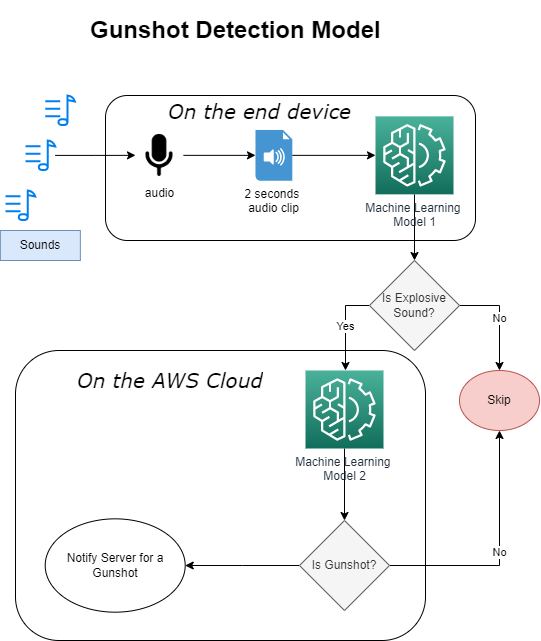 Gunshot Detection Model
On the end device
audio
2 seconds
audio clip
Machine Learning
Model 1
Sounds
Is Explosive
Sound?
Yes
No
On the AWS Cloud
Skip
Machine Learning
Model 2
Notify Server for a
Gunshot
Is Gunshot?
No